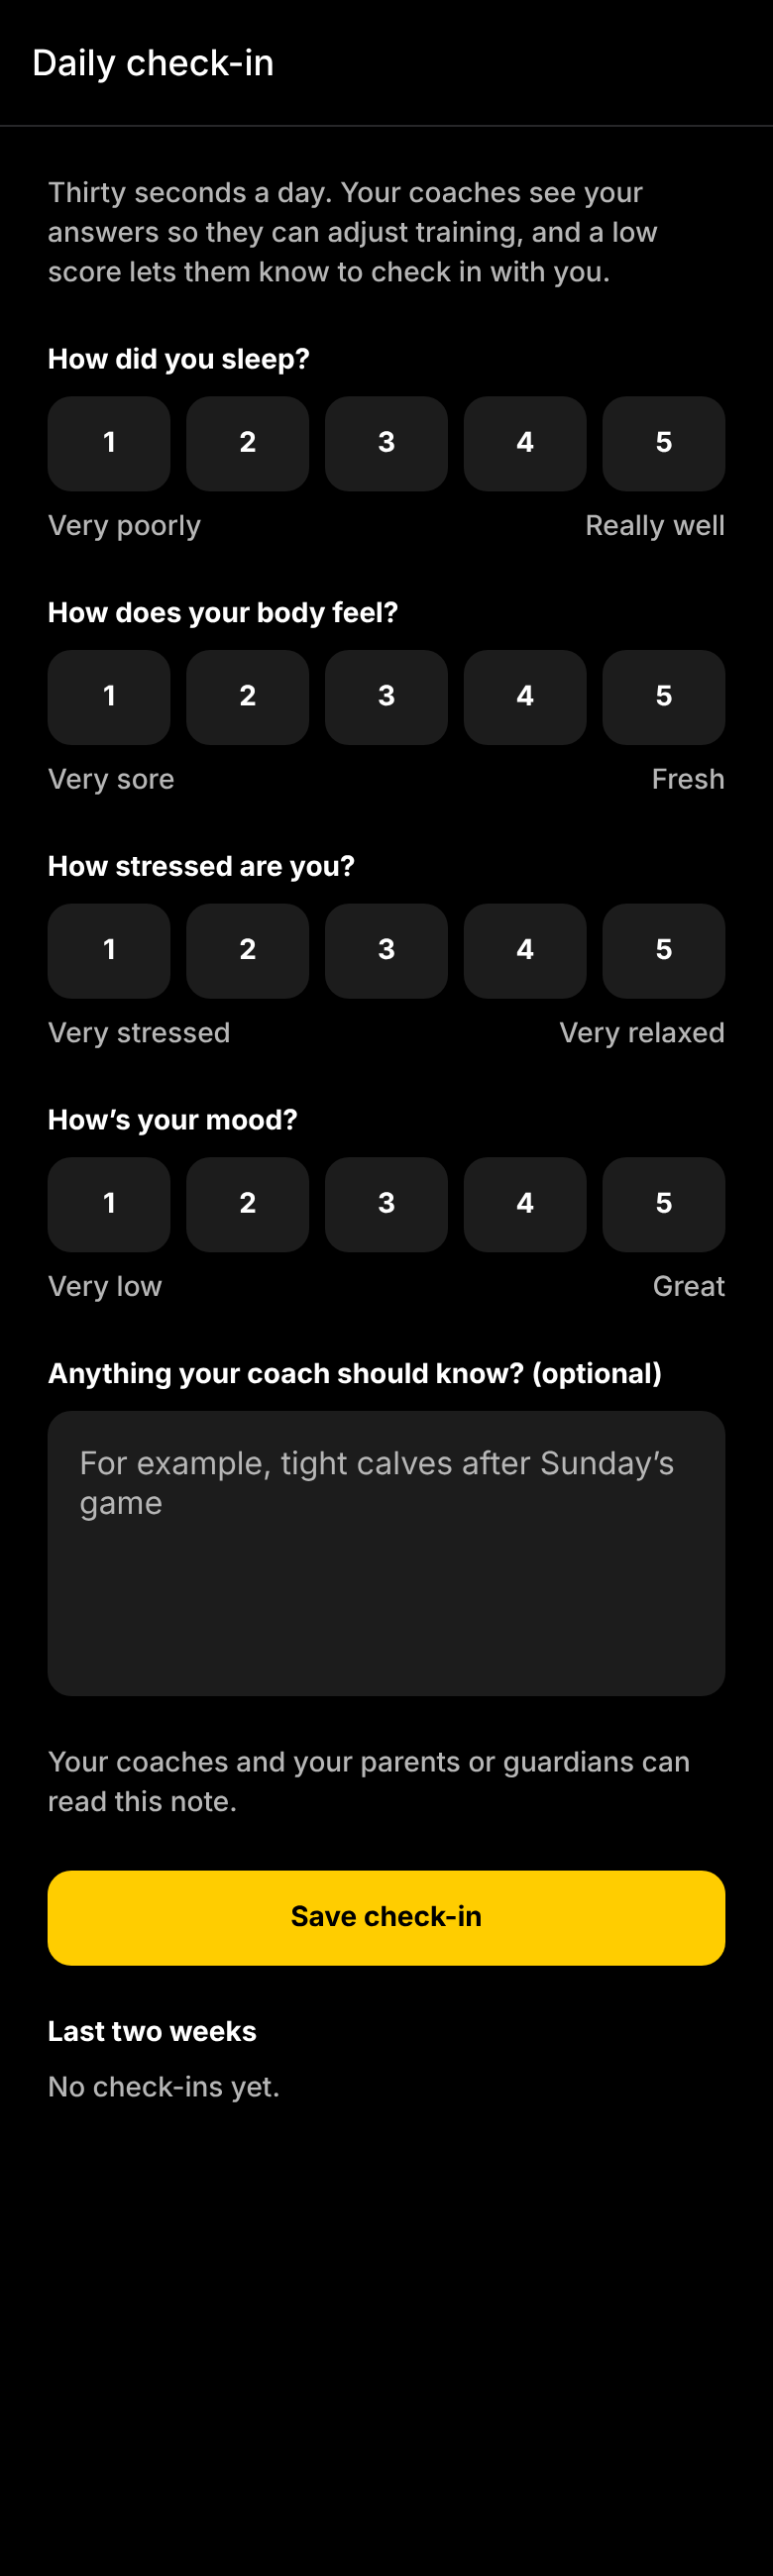 Daily check-in
Thirty seconds a day. Your coaches see your
answers so they can adjust training, and a low
score lets them know to check in with you.
How did you sleep?
1 2 3 4 5
Very poorly Really well
How does your body feel?
1 2 3 4 5
Very sore Fresh
How stressed are you?
1 2 3 4 5
Very stressed Very relaxed
How’s your mood?
1 2 3 4 5
Very low Great
Anything your coach should know? (optional)
For example, tight calves after Sunday’s
game
Your coaches and your parents or guardians can
read this note.
Save check-in
Last two weeks
No check-ins yet.